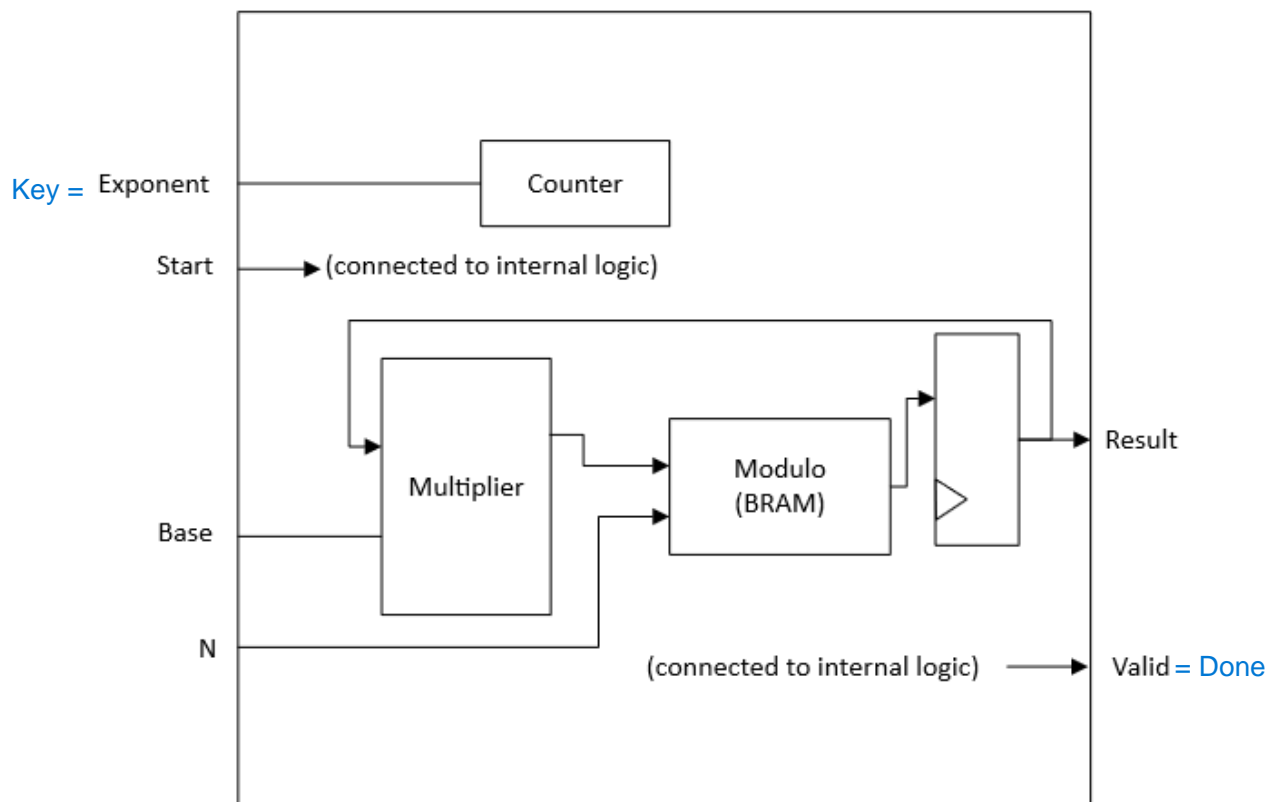 Key = Exponent
Counter
Start
(connected to internal logic)
Multiplier
Modulo
(BRAM)
Result
Base
N
(connected to internal logic)
Valid = Done